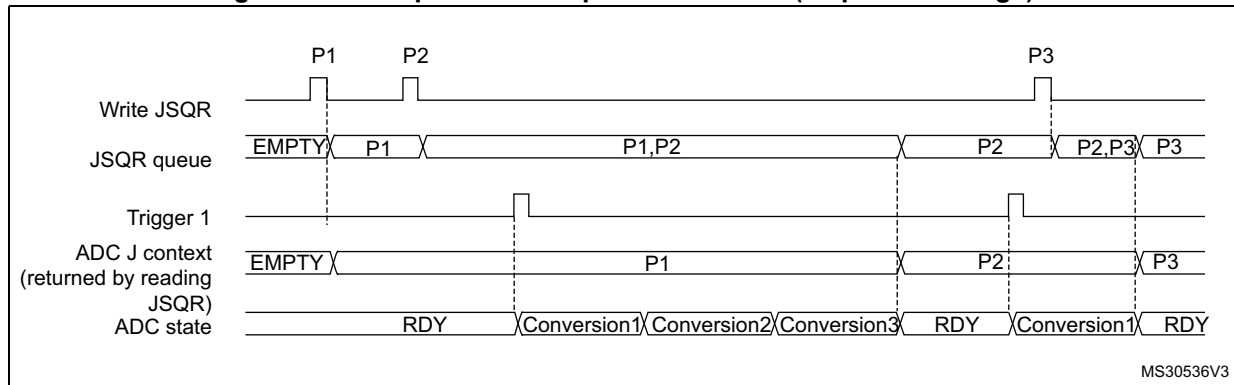 P1 P2 P3
Write JSQR
JSQR queue EMPTY P1 P1,P2 P2 P2,P3 P3
Trigger 1
ADC J context
(returned by reading
JSQR)
EMPTY P1 P2 P3
ADC state RDY Conversion1 Conversion2 Conversion3 RDY Conversion1 RDY
MS30536V3